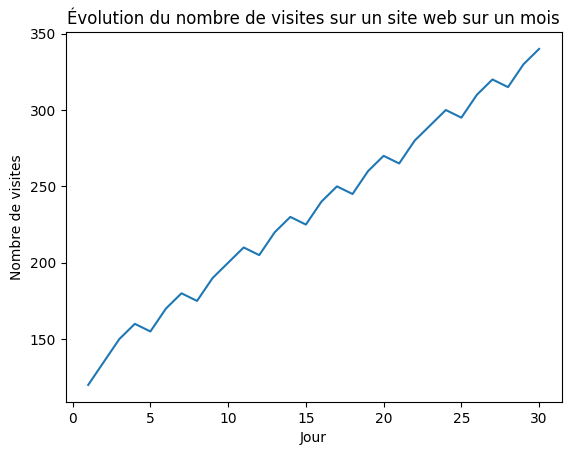 Évolution du nombre de visites sur un site web sur un mois
350
300
250
200
150
Nombre de visites
0 5 10 15 20 25 30
Jour